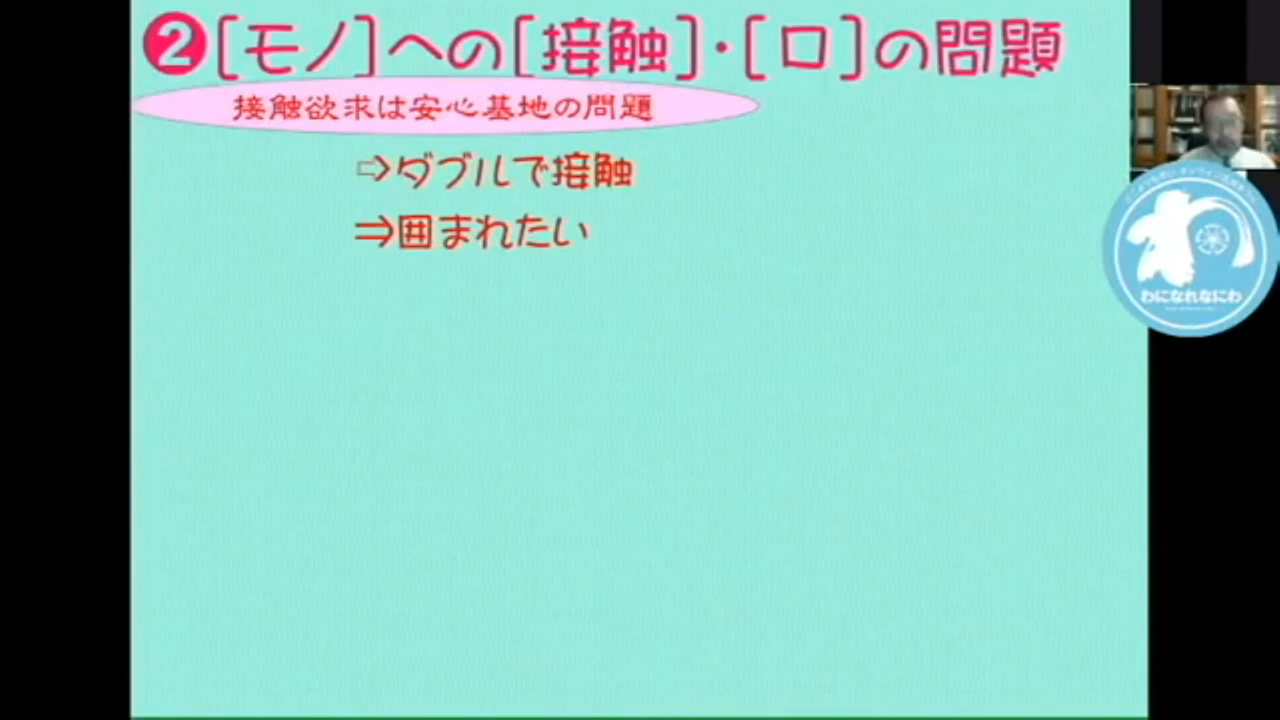 ❷[モノ]への[接触]・[口]の問題
接触欲求は安心基地の問題
⇨ダブルで接触
⇒囲まれたい
わになれなにわ